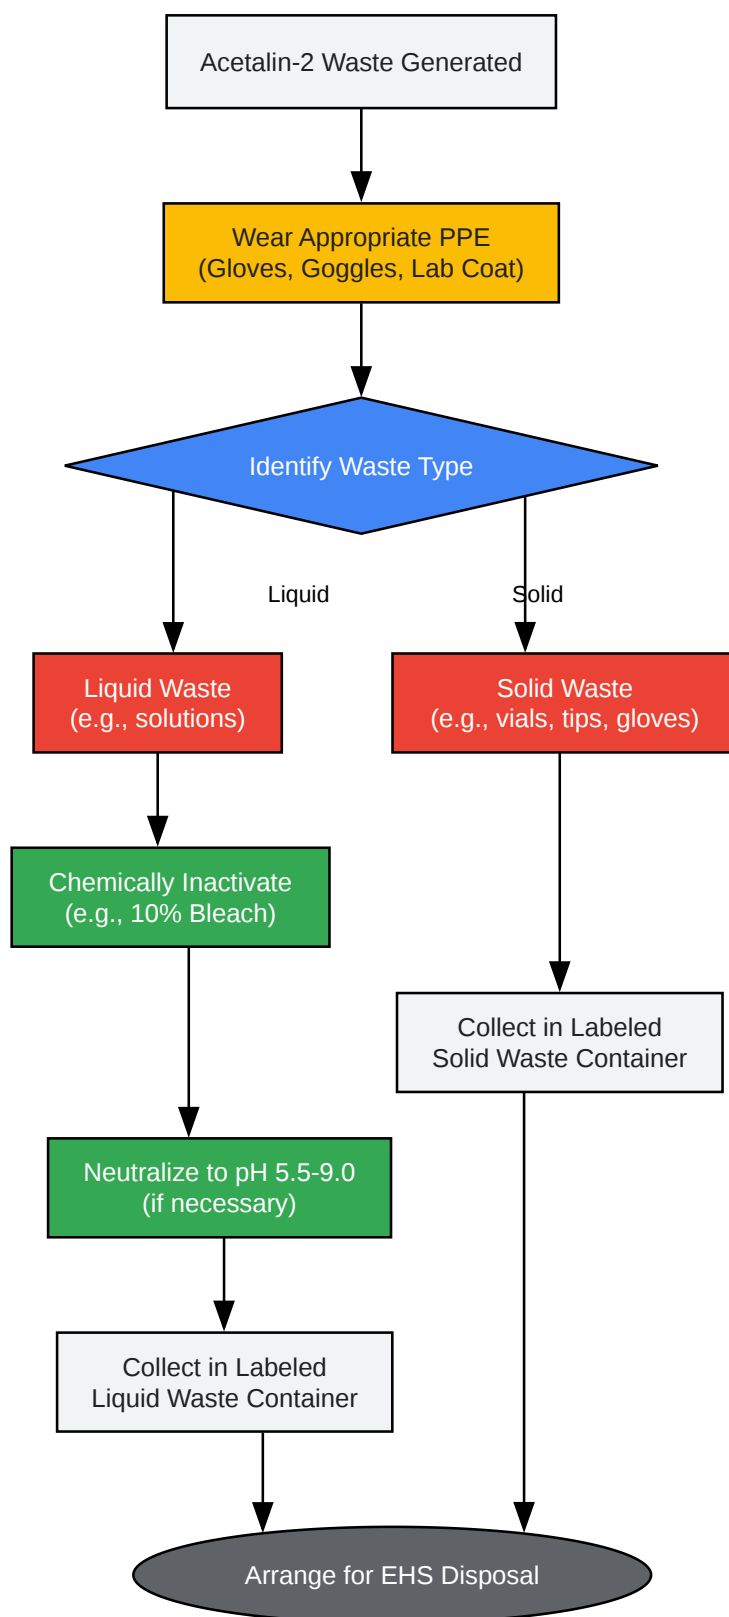 Acetalin-2 Waste Generated
Wear Appropriate PPE
(Gloves, Goggles, Lab Coat)
Identify Waste Type
Liquid
Solid
Liquid Waste
(e.g., solutions)
Solid Waste
(e.g., vials, tips, gloves)
Chemically Inactivate
(e.g., 10% Bleach)
Collect in Labeled
Solid Waste Container
Neutralize to pH 5.5-9.0
(if necessary)
Collect in Labeled
Liquid Waste Container
Arrange for EHS Disposal